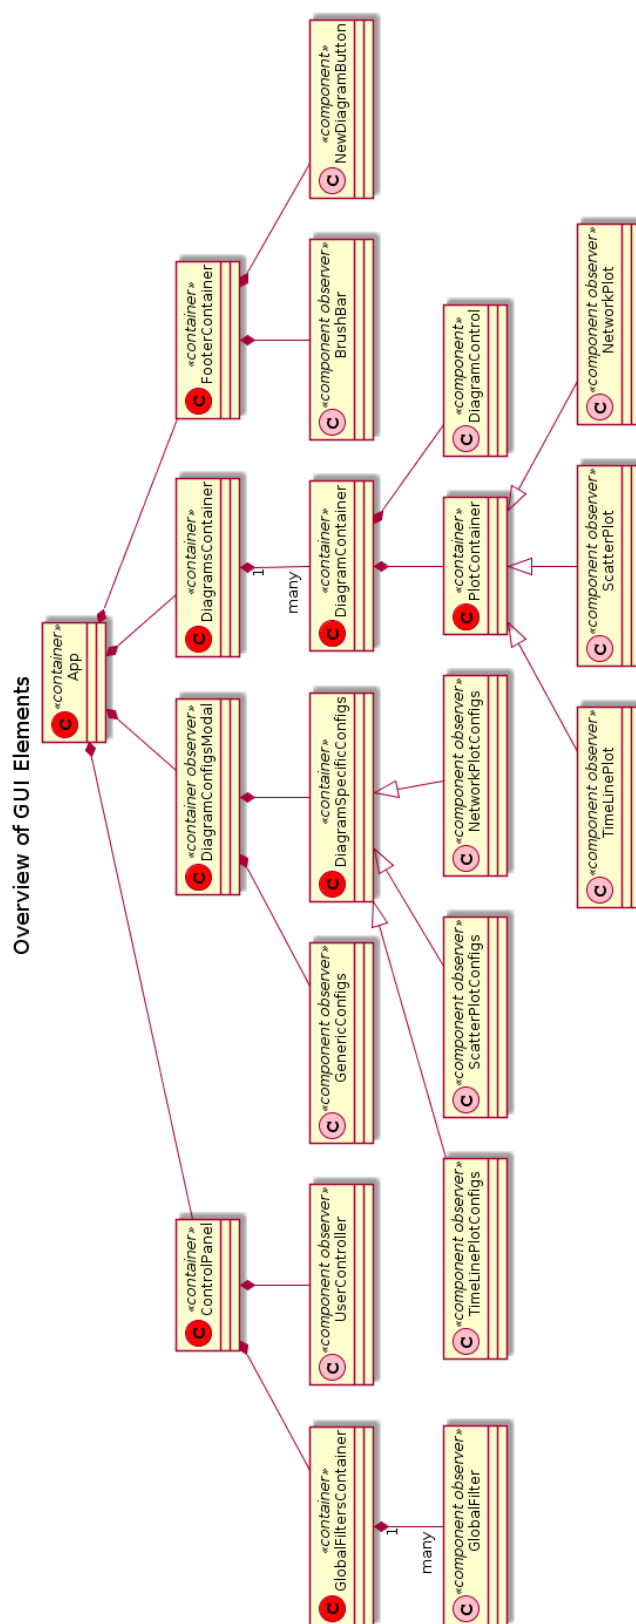 Overview of GUI Elements
«container»
App
C
«container»
ControlPanel
C
«container observer»
DiagramConfigsModal
C
«container»
DiagramsContainer
C
«container»
FooterContainer
C
«container»
GlobalFiltersContainer
C
«component observer»
UserController
C
«component observer»
GenericConfigs
C
«container»
DiagramSpecificConfigs
C
1
many
«container»
DiagramContainer
C
«component observer»
BrushBar
C
«component»
NewDiagramButton
C
1
many
«component observer»
GlobalFilter
C
«component observer»
TimeLinePlotConfigs
C
«component observer»
ScatterPlotConfigs
C
«component observer»
NetworkPlotConfigs
C
«container»
PlotContainer
C
«component»
DiagramControl
C
«component observer»
TimeLinePlot
C
«component observer»
ScatterPlot
C
«component observer»
NetworkPlot
C